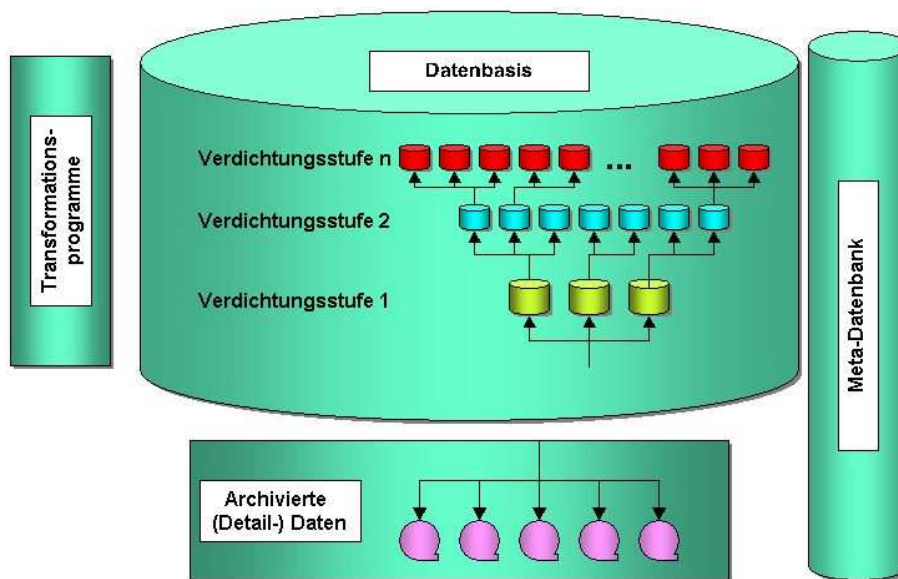 Datenbasis
Transformations-
programme
Verdichtungsstufe n
...
Verdichtungsstufe 2
Verdichtungsstufe 1
Meta-Datenbank
Archivierte
(Detail-) Daten